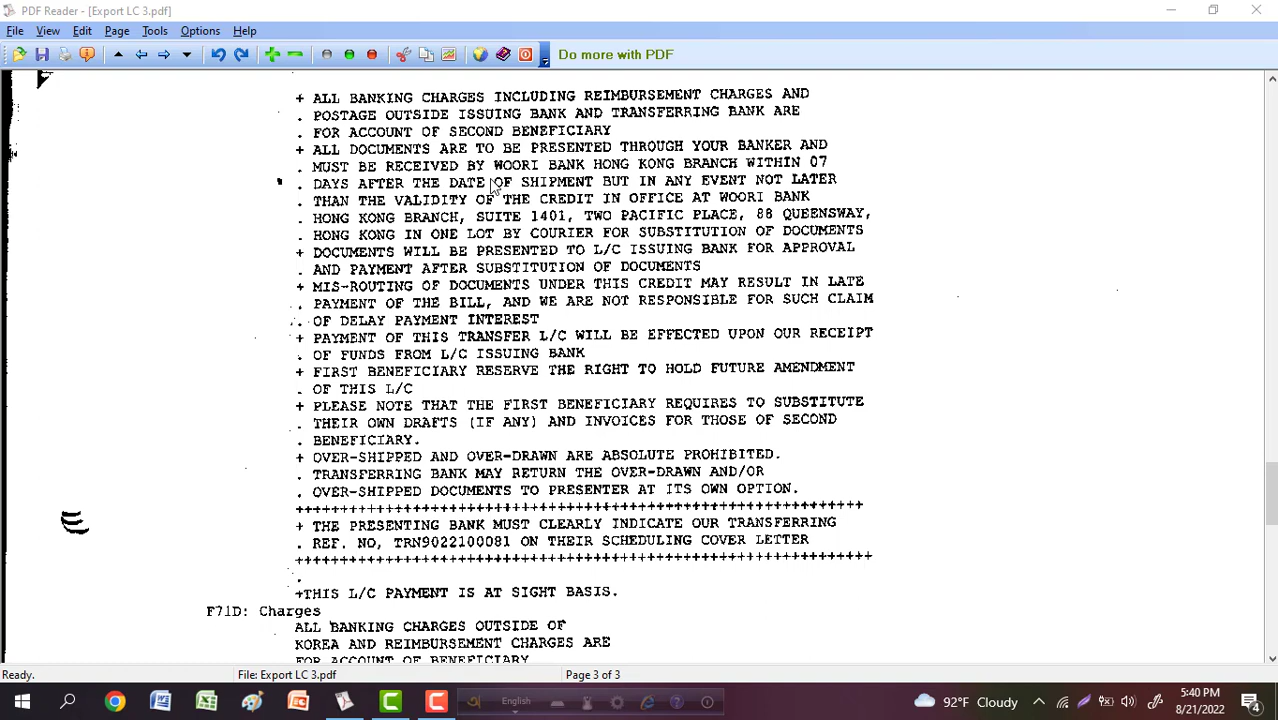 PDF Reader - [Export LC 3.pdf]
File Edit View Page Tools Options Help
Do more with PDF
+ ALL BANKING CHARGES INCLUDING REIMBURSEMENT CHARGES AND
. POSTAGE OUTSIDE ISSUING BANK AND TRANSFERRING BANK ARE
. FOR ACCOUNT OF SECOND BENEFICIARY
+ ALL DOCUMENTS ARE TO BE PRESENTED THROUGH YOUR BANKER AND
. MUST BE RECEIVED BY WOORI BANK HONG KONG BRANCH WITHIN 07
. DAYS AFTER THE DATE OF SHIPMENT BUT IN ANY EVENT NOT LATER
. THAN THE VALIDITY OF THE CREDIT IN OFFICE AT WOORI BANK
. HONG KONG BRANCH, SUITE 1401, TWO PACIFIC PLACE, 88 QUEENSWAY,
. HONG KONG IN ONE LOT BY COURIER FOR SUBSTITUTION OF DOCUMENTS
+ DOCUMENTS WILL BE PRESENTED TO L/C ISSUING BANK FOR APPROVAL
. AND PAYMENT AFTER SUBSTITUTION OF DOCUMENTS
+ MIS-ROUTING OF DOCUMENTS UNDER THIS CREDIT MAY RESULT IN LATE
. PAYMENT OF THE BILL, AND WE ARE NOT RESPONSIBLE FOR SUCH CLAIM
. OF DELAY PAYMENT INTEREST
+ PAYMENT OF THIS TRANSFER L/C WILL BE EFFECTED UPON OUR RECEIPT
. OF FUNDS FROM L/C ISSUING BANK
+ FIRST BENEFICIARY RESERVE THE RIGHT TO HOLD FUTURE AMENDMENT
. OF THIS L/C
+ PLEASE NOTE THAT THE FIRST BENEFICIARY REQUIRES TO SUBSTITUTE
. THEIR OWN DRAFTS (IF ANY) AND INVOICES FOR THOSE OF SECOND
. BENEFICIARY.
+ OVER-SHIPPED AND OVER-DRAWN ARE ABSOLUTE PROHIBITED.
. TRANSFERRING BANK MAY RETURN THE OVER-DRAWN AND/OR
. OVER-SHIPPED DOCUMENTS TO PRESENTER AT ITS OWN OPTION.
+++++++++++++++++++++++++++++++++++++++++++++++++++++++++++++++
+ THE PRESENTING BANK MUST CLEARLY INDICATE OUR TRANSFERRING
. REF. NO, TRN9022100081 ON THEIR SCHEDULING COVER LETTER
++++++++++++++++++++++++++++++++++++++++++++++++++++++++++++++++
.
+THIS L/C PAYMENT IS AT SIGHT BASIS.
F71D: Charges
ALL BANKING CHARGES OUTSIDE OF
KOREA AND REIMBURSEMENT CHARGES ARE
FOR ACCOUNT OF BENEFICIARY
Ready. File: Export LC 3.pdf Page 3 of 3
English
92°F Cloudy
5:40 PM
8/21/2022